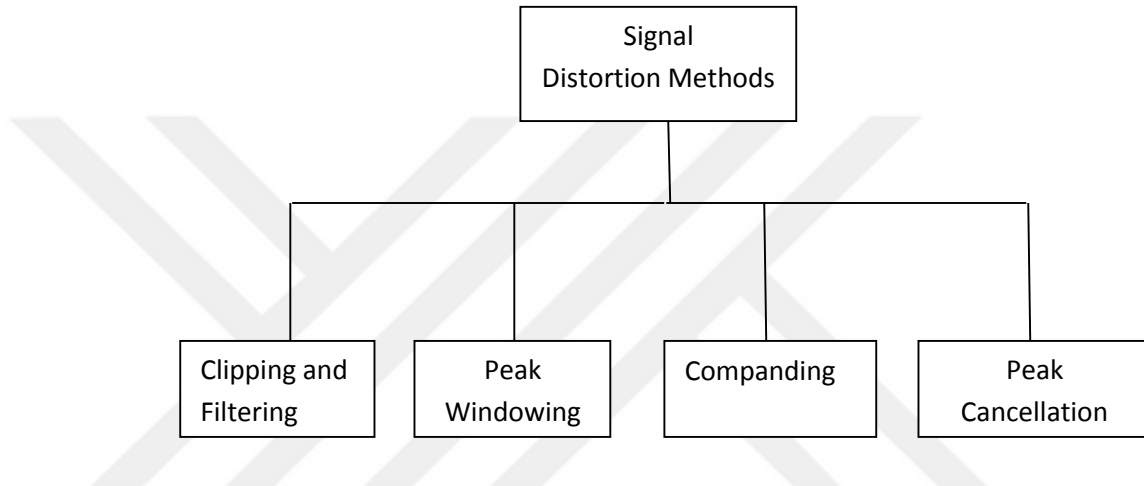 Signal
Distortion Methods
Clipping and
Filtering
Peak
Windowing
Companding
Peak
Cancellation